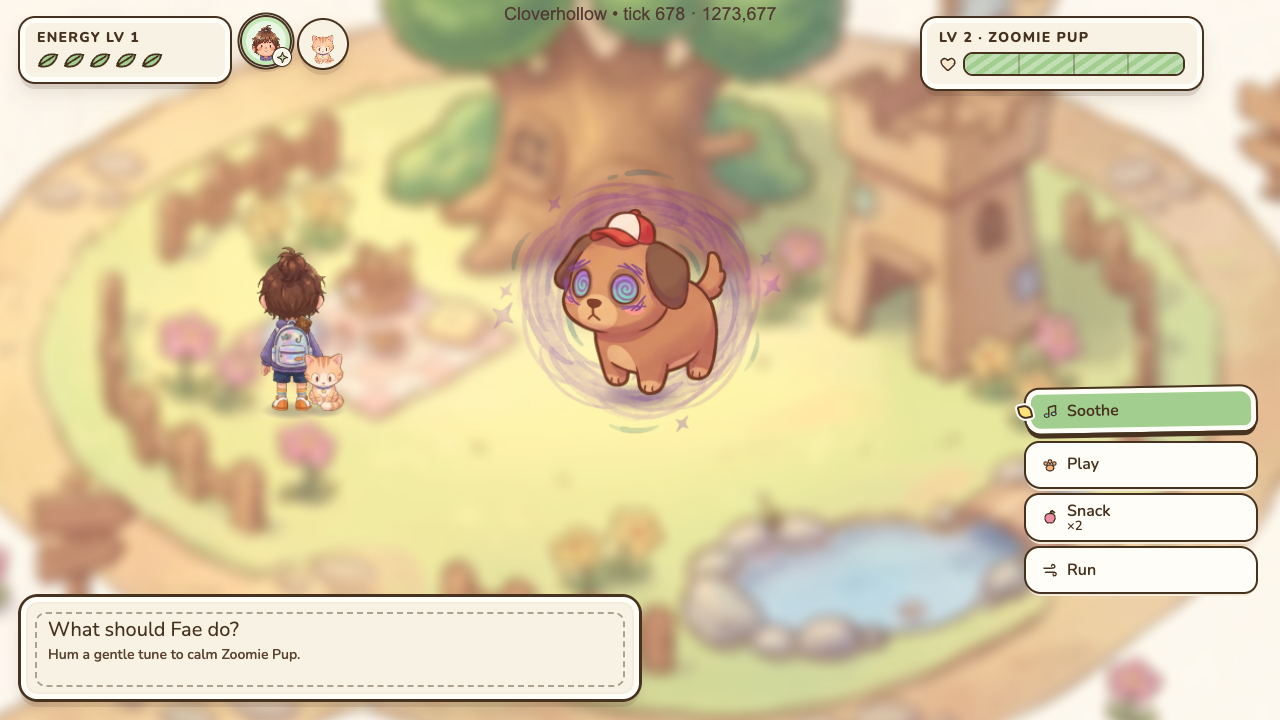 Cloverhollow • tick 678 · 1273,677
ENERGY LV 1
LV 2 · ZOOMIE PUP
Soothe
Play
Snack
×2
Run
What should Fae do?
Hum a gentle tune to calm Zoomie Pup.